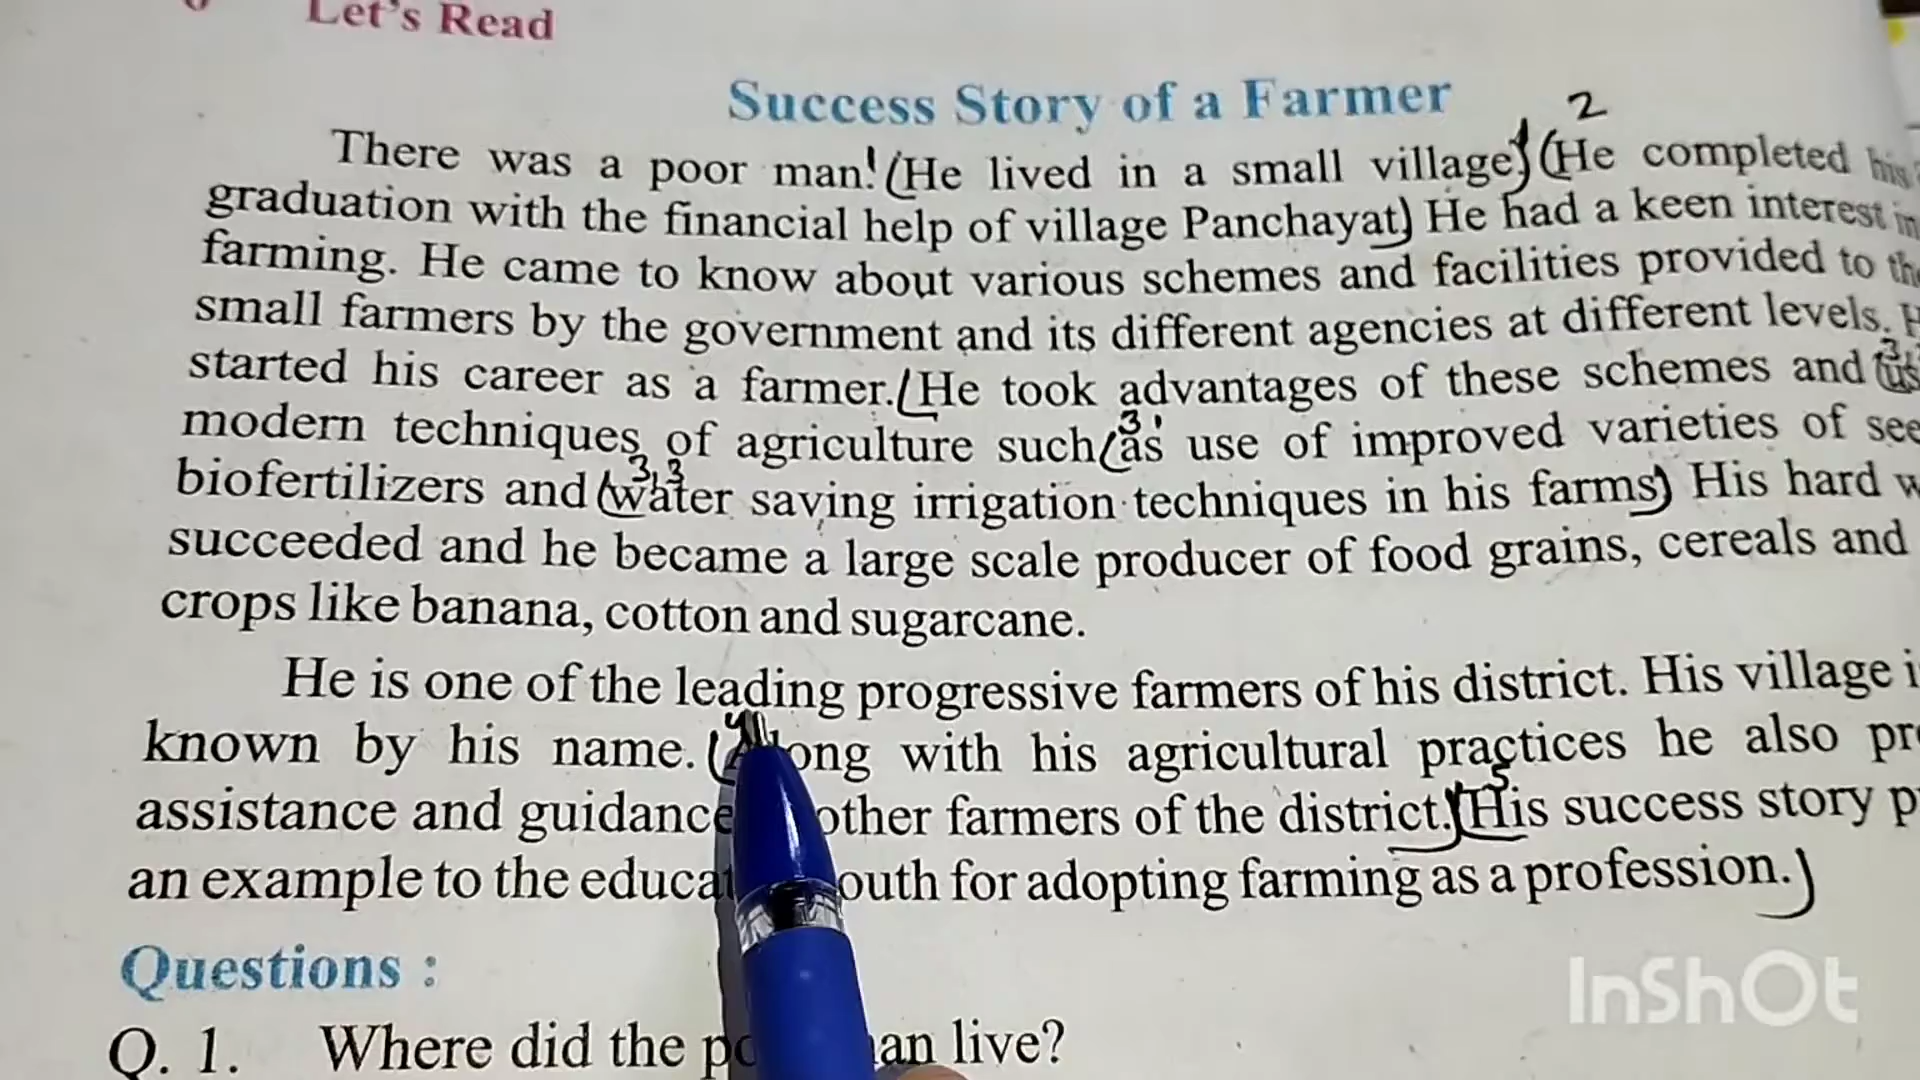 Let's Read
Success Story of a Farmer
2
There was a poor man. (He lived in a small village.) (He completed his
graduation with the financial help of village Panchayat) He had a keen interest in
farming. He came to know about various schemes and facilities provided to the
small farmers by the government and its different agencies at different levels.
started his career as a farmer. (He took advantages of these schemes and
modern techniques of agriculture such (as use of improved varieties of
biofertilizers and (water saving irrigation techniques in his farms) His hard
succeeded and he became a large scale producer of food grains, cereals and
crops like banana, cotton and sugarcane.
He is one of the leading progressive farmers of his district. His village
known by his name. (Along with his agricultural practices he also
assistance and guidance other farmers of the district.) (His success story
an example to the for adopting farming as a profession.)
Questions :
Q. 1. Where did the live?
InShOt